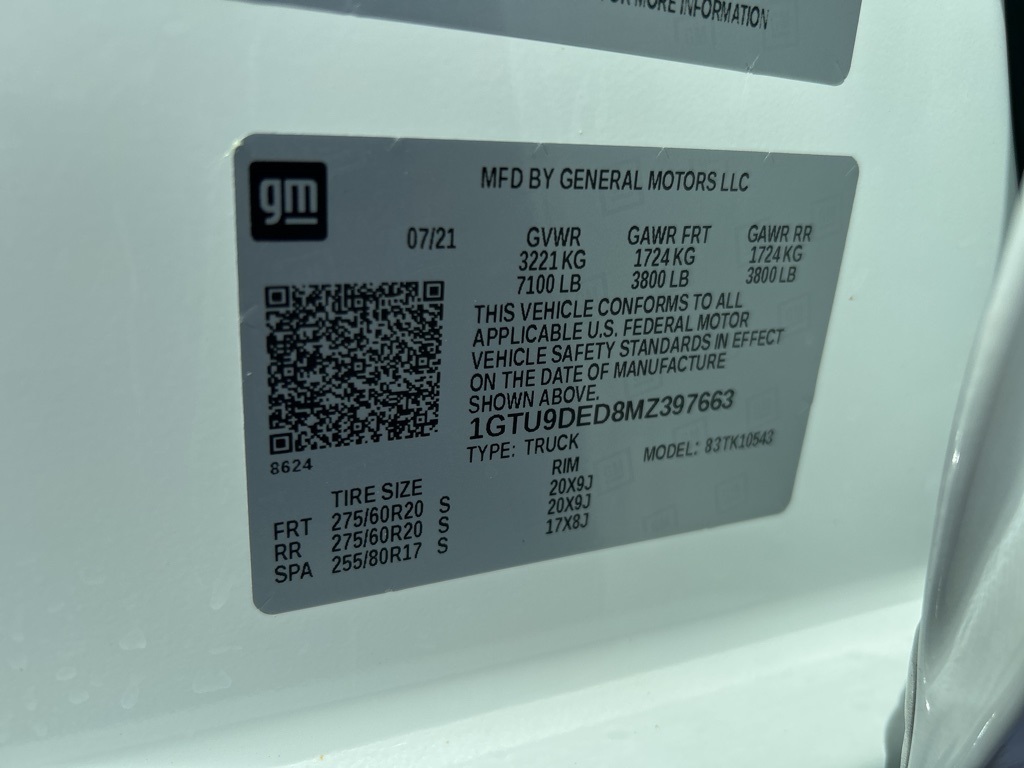 FOR MORE INFORMATION
gm
MFD BY GENERAL MOTORS LLC
07/21
GVWR GAWR FRT GAWR RR
3221 KG 1724 KG 1724 KG
7100 LB 3800 LB 3800 LB
THIS VEHICLE CONFORMS TO ALL
APPLICABLE U.S. FEDERAL MOTOR
VEHICLE SAFETY STANDARDS IN EFFECT
ON THE DATE OF MANUFACTURE
SHOWN ABOVE.
1GTU9DED8MZ397663
TYPE: TRUCK MODEL: 83TK10543
8624
TIRE SIZE RIM
FRT 275/60R20 S 20X9J
RR 275/60R20 S 20X9J
SPA 255/80R17 S 17X8J